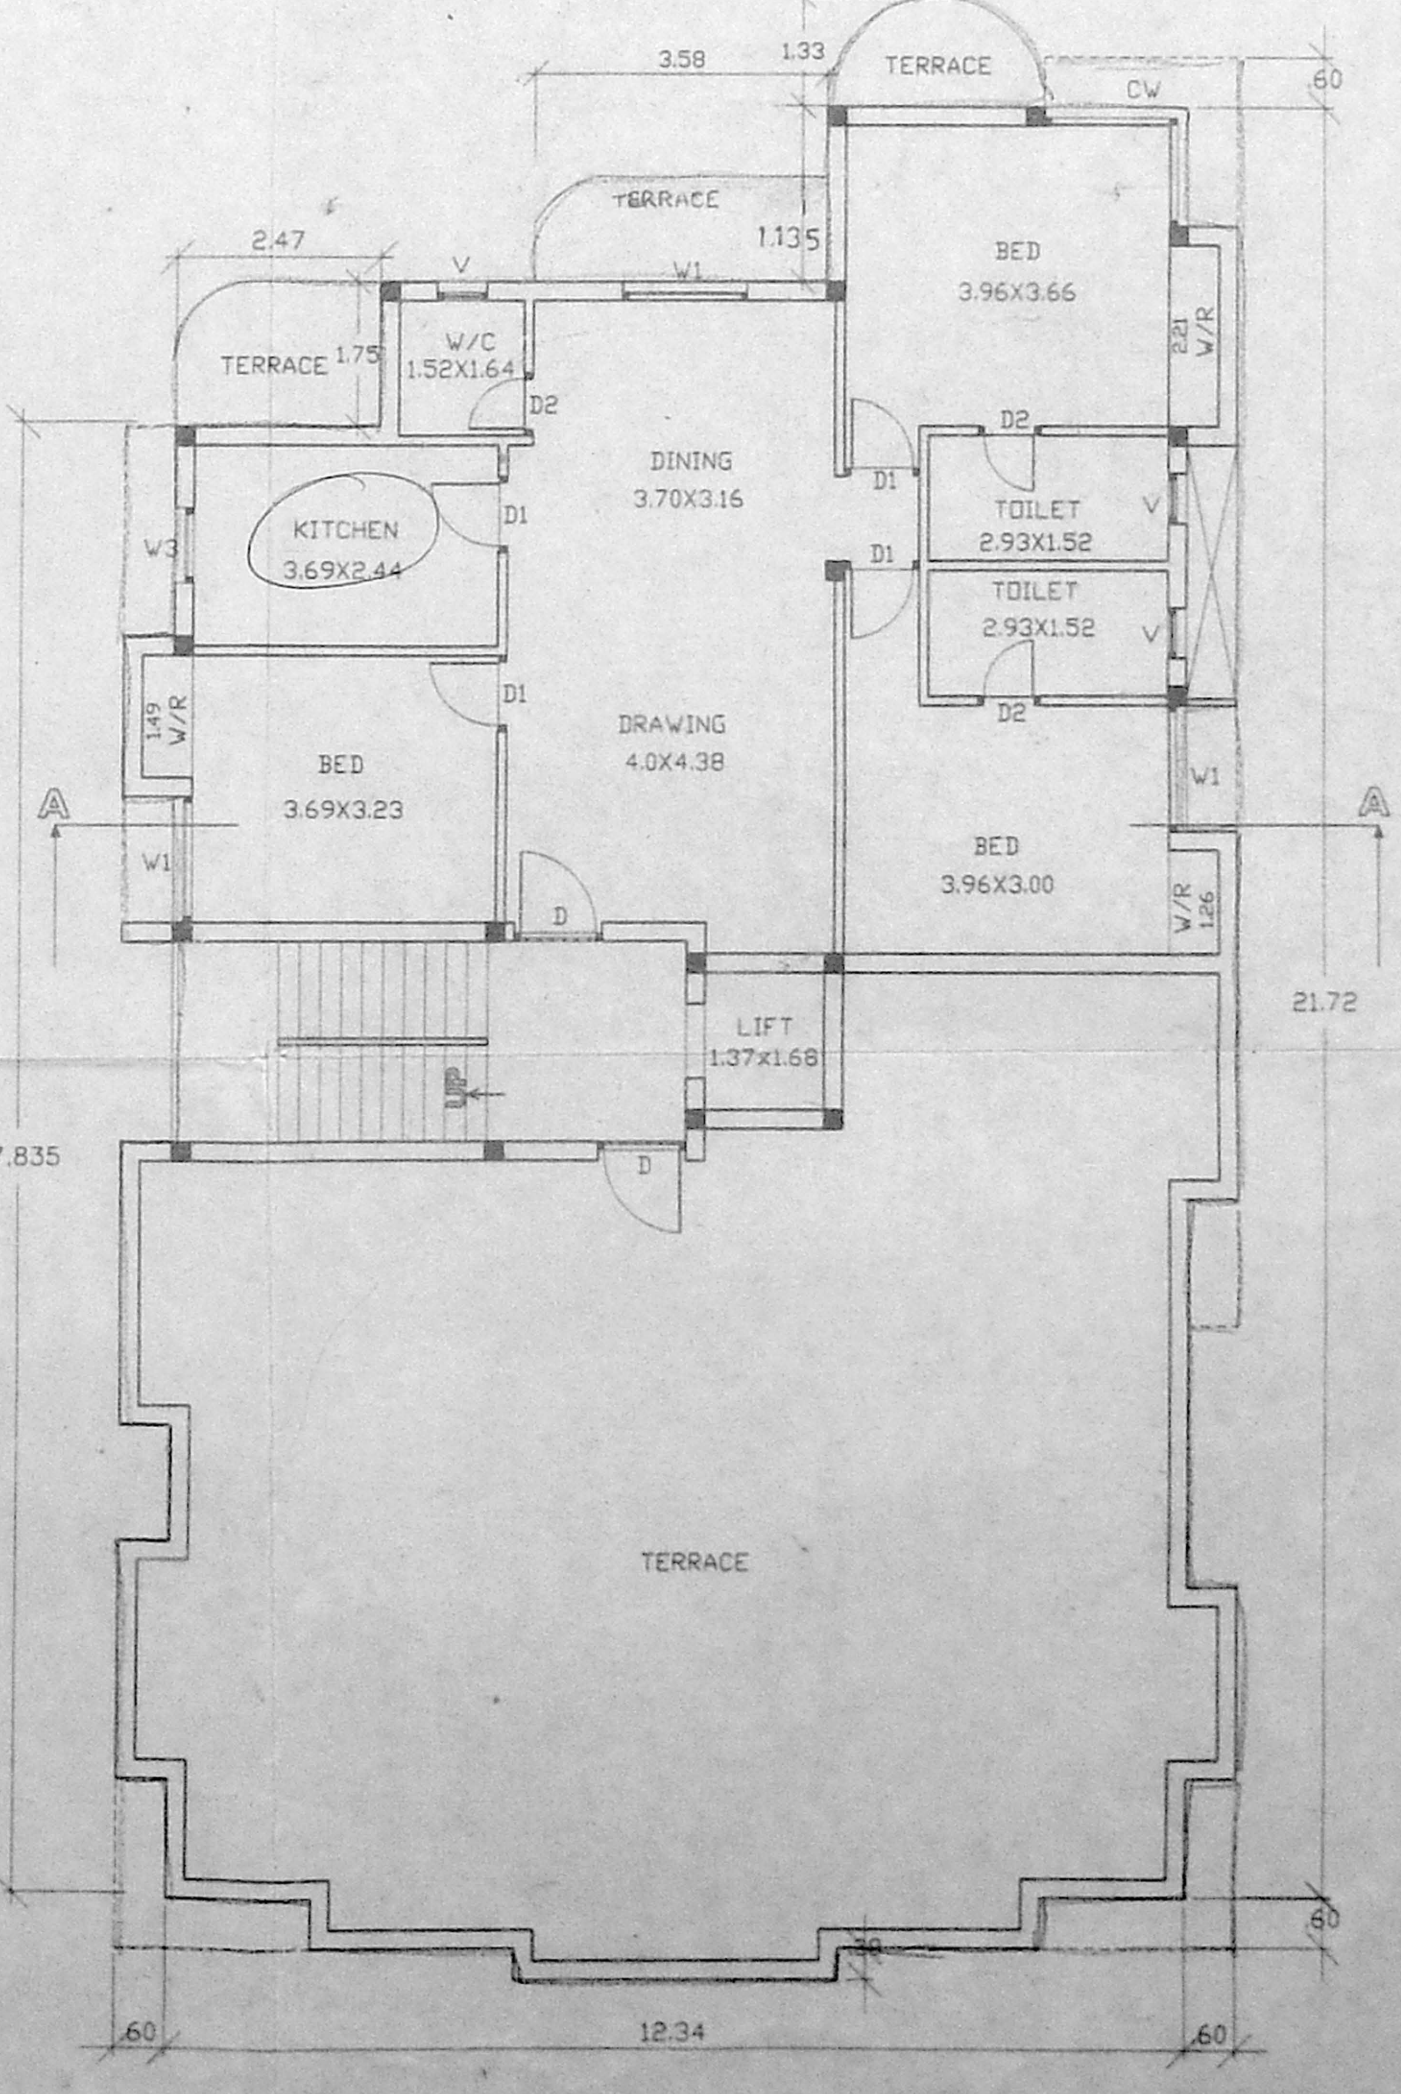 3.58
1.33
TERRACE
CW
60
TERRACE
1.135
2.47
V
W1
BED
3.96X3.66
2.21
W/R
TERRACE
1.75
W/C
1.52X1.64
D2
D2
DINING
3.70X3.16
D1
TOILET
2.93X1.52
V
KITCHEN
3.69X2.44
W3
D1
D1
TOILET
2.93X1.52
V
D2
1.49
W/R
D1
DRAWING
4.0X4.38
BED
3.69X3.23
W1
A
A
W1
BED
3.96X3.00
W/R
1.26
D
LIFT
1.37x1.68
UP
21.72
7.835
D
TERRACE
60
60
12.34
60